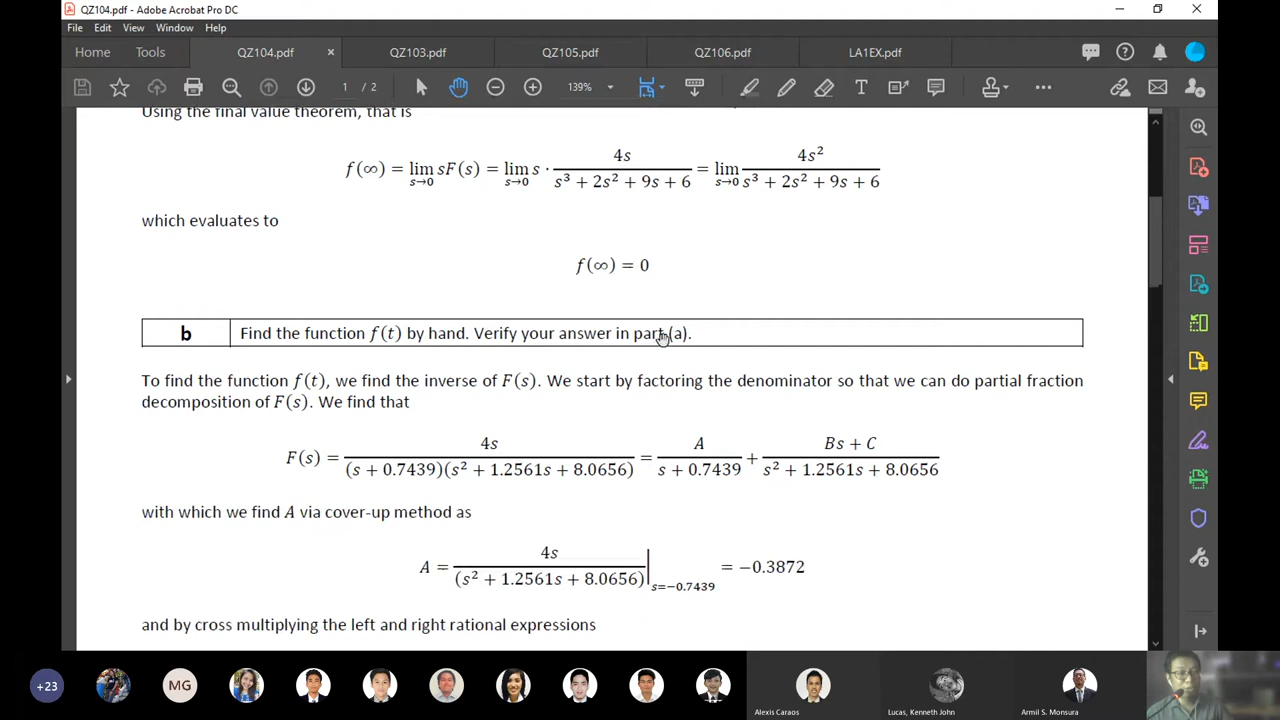 QZ104.pdf - Adobe Acrobat Pro DC
File Edit View Window Help
Home Tools QZ104.pdf × QZ103.pdf QZ105.pdf QZ106.pdf LA1EX.pdf
1 / 2 139%
Using the final value theorem, that is
f(∞) = lim s→0 sF(s) = lim s→0 s · 4s / (s³ + 2s² + 9s + 6) = lim s→0 4s² / (s³ + 2s² + 9s + 6)
which evaluates to
f(∞) = 0
b Find the function f(t) by hand. Verify your answer in part (a).
To find the function f(t), we find the inverse of F(s). We start by factoring the denominator so that we can do partial fraction
decomposition of F(s). We find that
F(s) = 4s / ((s + 0.7439)(s² + 1.2561s + 8.0656)) = A / (s + 0.7439) + (Bs + C) / (s² + 1.2561s + 8.0656)
with which we find A via cover-up method as
A = 4s / (s² + 1.2561s + 8.0656) | s=−0.7439 = −0.3872
and by cross multiplying the left and right rational expressions
+23 MG
Alexis Caraos Lucas, Kenneth John Armil S. Monsura